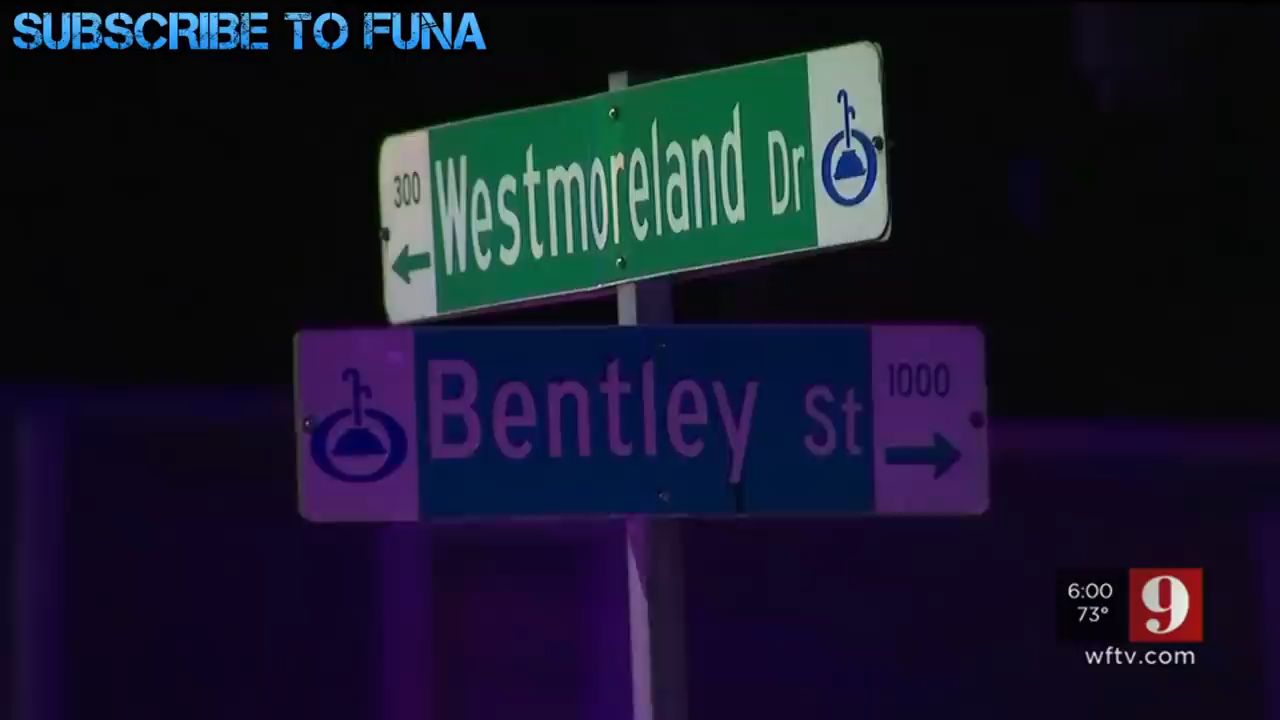 SUBSCRIBE TO FUNA
300
Westmoreland Dr
Bentley St
1000
6:00
73°
9
wftv.com